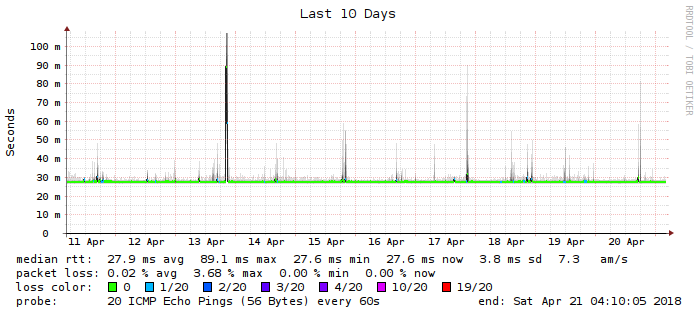 Last 10 Days
RRDTOOL / TOBI OETIKER
Seconds
100 m
90 m
80 m
70 m
60 m
50 m
40 m
30 m
20 m
10 m
0
11 Apr 12 Apr 13 Apr 14 Apr 15 Apr 16 Apr 17 Apr 18 Apr 19 Apr 20 Apr
median rtt: 27.9 ms avg 89.1 ms max 27.6 ms min 27.6 ms now 3.8 ms sd 7.3 am/s
packet loss: 0.02 % avg 3.68 % max 0.00 % min 0.00 % now
loss color: 0 1/20 2/20 3/20 4/20 10/20 19/20
probe: 20 ICMP Echo Pings (56 Bytes) every 60s end: Sat Apr 21 04:10:05 2018